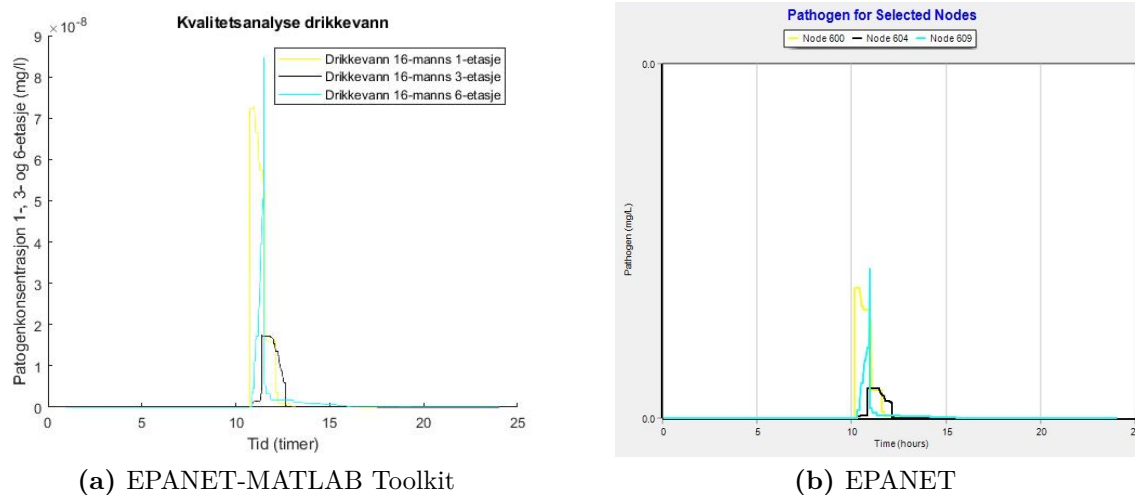 Kvalitetsanalyse drikkevann
9 ×10^-8
8
7
6
5
4
3
2
1
0
Patogenkonsentrasjon 1-, 3- og 6-etasje (mg/l)
Drikkevann 16-manns 1-etasje
Drikkevann 16-manns 3-etasje
Drikkevann 16-manns 6-etasje
0 5 10 15 20 25
Tid (timer)
(a) EPANET-MATLAB Toolkit
Pathogen for Selected Nodes
Node 600 Node 604 Node 609
0.0
Pathogen (mg/L)
0.0
0 5 10 15 20 25
Time (hours)
(b) EPANET